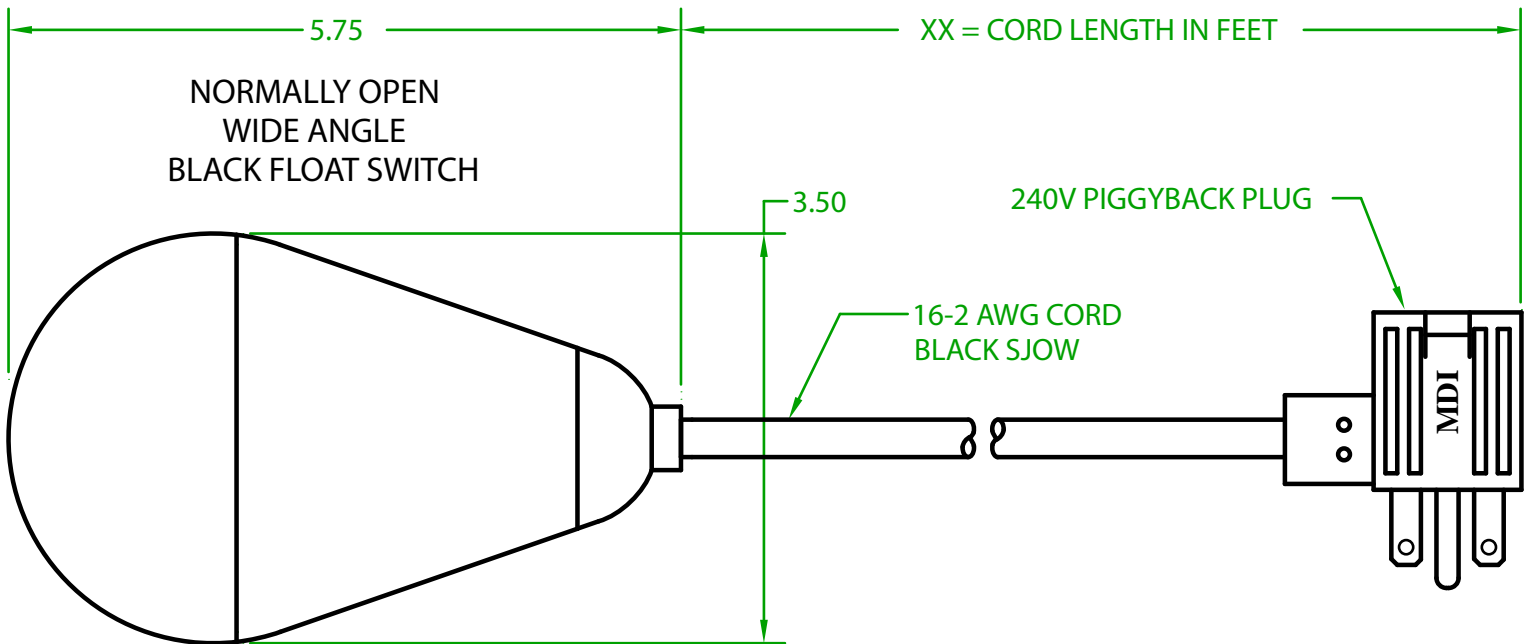 5.75
XX = CORD LENGTH IN FEET
NORMALLY OPEN
WIDE ANGLE
BLACK FLOAT SWITCH
3.50
240V PIGGYBACK PLUG
16-2 AWG CORD
BLACK SJOW
MDI